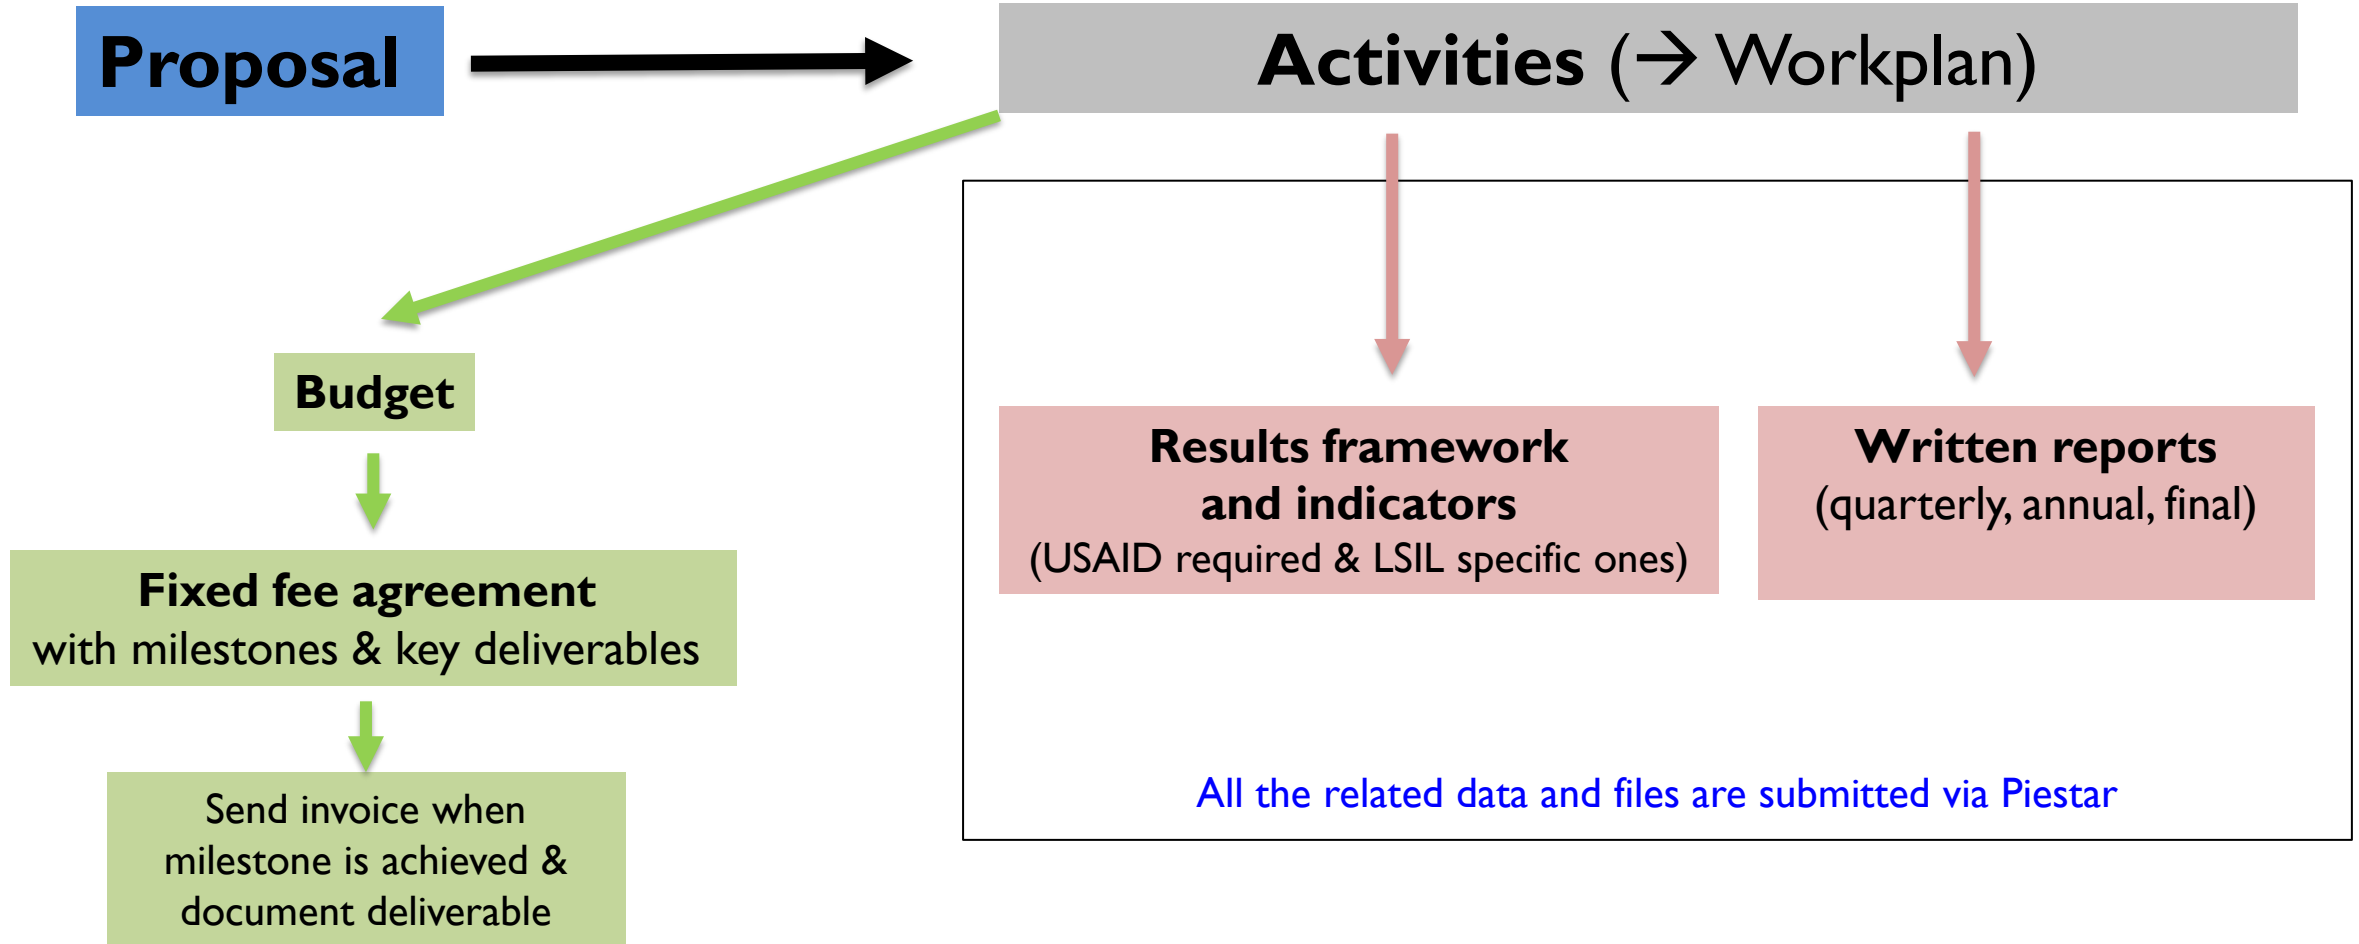 Proposal
Activities (→ Workplan)
Budget
Fixed fee agreement
with milestones & key deliverables
Send invoice when
milestone is achieved &
document deliverable
Results framework
and indicators
(USAID required & LSIL specific ones)
Written reports
(quarterly, annual, final)
All the related data and files are submitted via Piestar